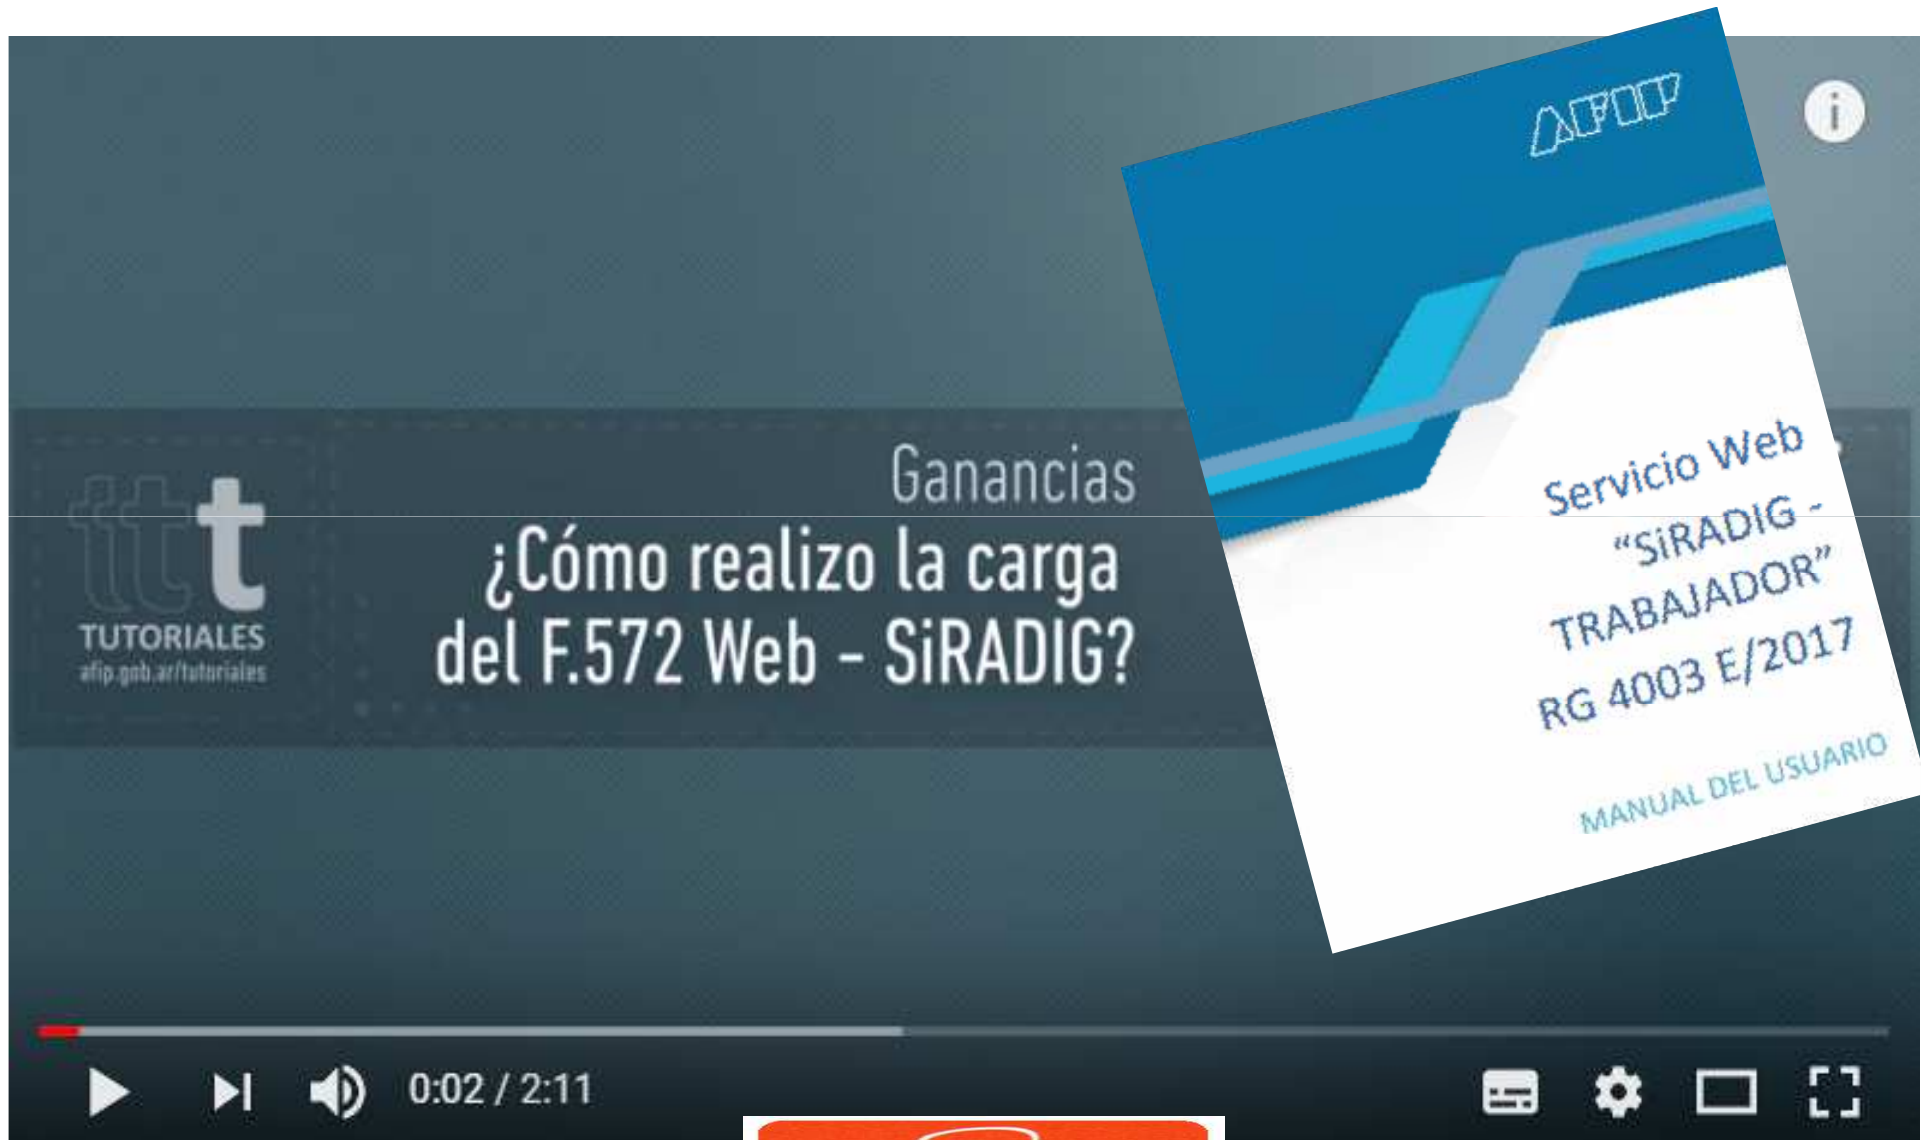 Ganancias
¿Cómo realizo la carga
del F.572 Web - SiRADIG?
TUTORIALES
afip.gob.ar/tutoriales
AFIP
Servicio Web
“SiRADIG -
TRABAJADOR”
RG 4003 E/2017
MANUAL DEL USUARIO
0:02 / 2:11